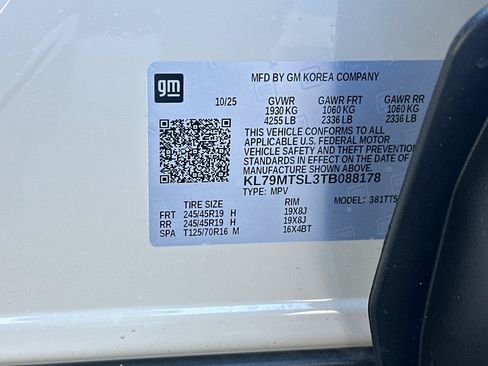 gm
MFD BY GM KOREA COMPANY
10/25 GVWR GAWR FRT GAWR RR
1930 KG 1060 KG 1060 KG
4255 LB 2336 LB 2336 LB
THIS VEHICLE CONFORMS TO ALL
APPLICABLE U.S. FEDERAL MOTOR
VEHICLE SAFETY AND THEFT PREVENTION
STANDARDS IN EFFECT ON THE DATE OF
MANUFACTURE SHOWN ABOVE.
KL79MTSL3TB088178
TYPE: MPV MODEL: 381TT5
TIRE SIZE RIM
FRT 245/45R19 H 19X8J
RR 245/45R19 H 19X8J
SPA T125/70R16 M 16X4BT